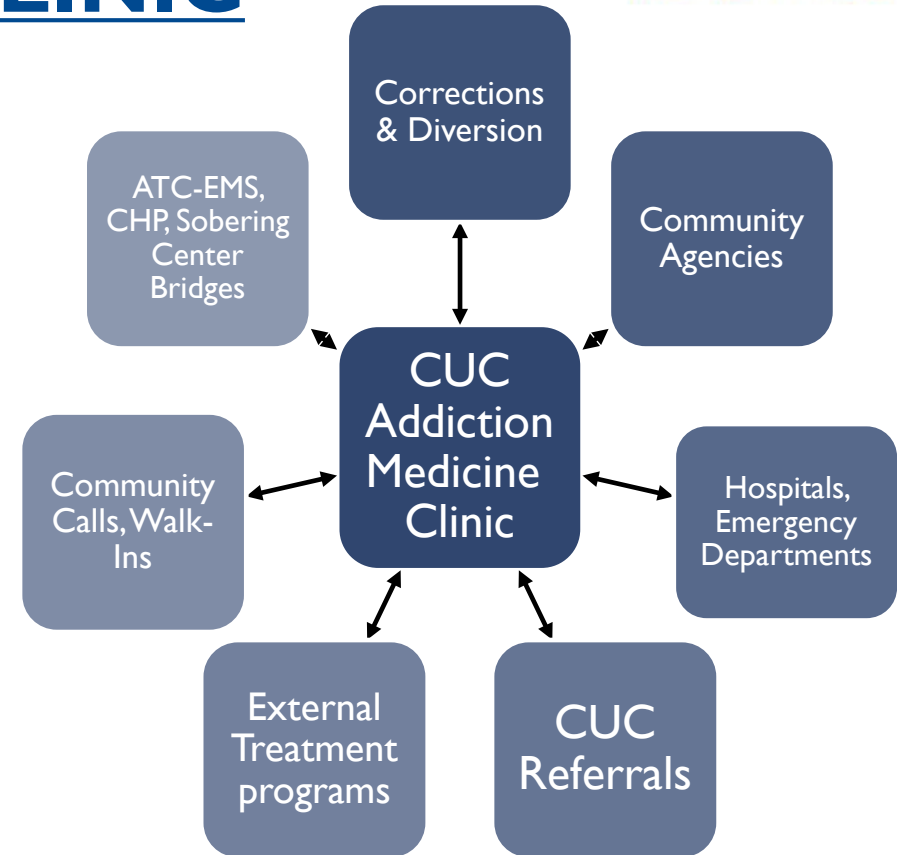 LINIC
Corrections
& Diversion
ATC-EMS,
CHP, Sobering
Center
Bridges
Community
Agencies
CUC
Addiction
Medicine
Clinic
Community
Calls, Walk-
Ins
Hospitals,
Emergency
Departments
External
Treatment
programs
CUC
Referrals